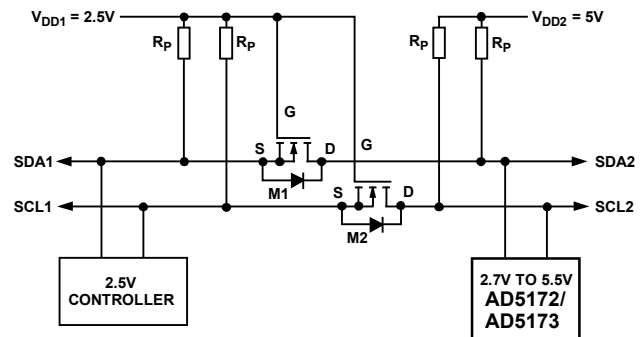 VDD1 = 2.5V
RP
RP
RP
RP
VDD2 = 5V
G
S
D
G
SDA1
SDA2
M1
S
D
SCL1
SCL2
M2
2.5V
CONTROLLER
2.7V TO 5.5V
AD5172/
AD5173